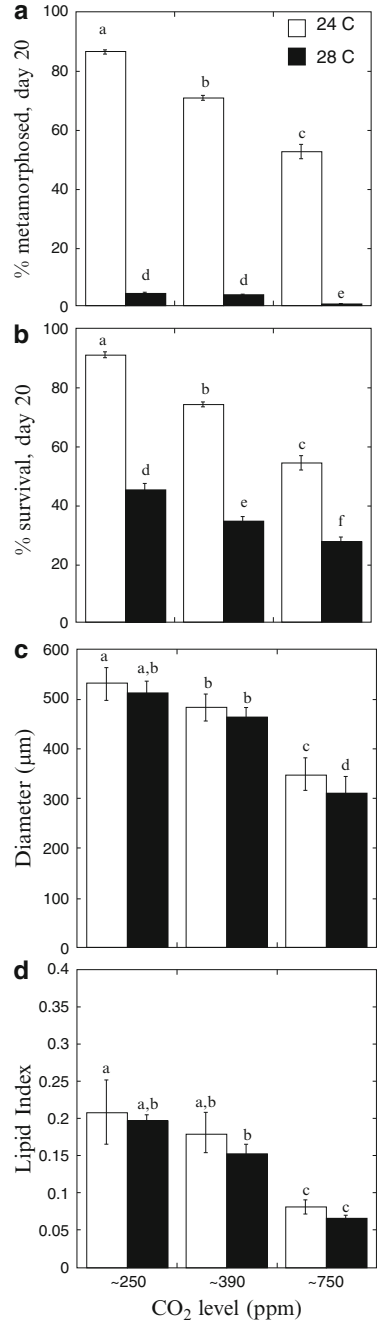 a
24 C
28 C
% metamorphosed, day 20
100
80
60
40
20
0
a
b
c
d
d
e
b
% survival, day 20
100
80
60
40
20
0
a
b
c
d
e
f
c
Diameter (μm)
600
500
400
300
200
100
0
a
a,b
b
b
c
d
d
Lipid Index
0.4
0.35
0.3
0.25
0.2
0.15
0.1
0.05
0
a
a,b
a,b
b
c
c
~250
~390
~750
CO2 level (ppm)